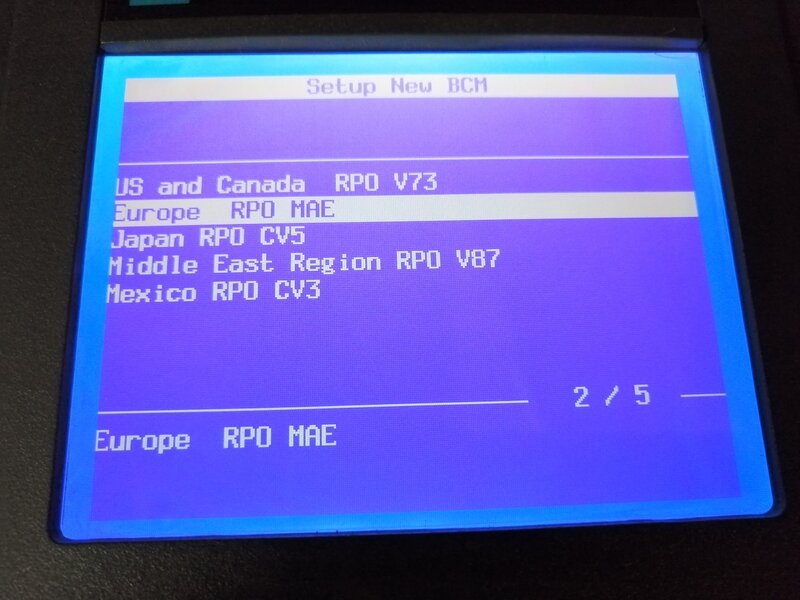 Setup New BCM
US and Canada RPO V73
Europe RPO MAE
Japan RPO CV5
Middle East Region RPO V87
Mexico RPO CV3
2 / 5
Europe RPO MAE